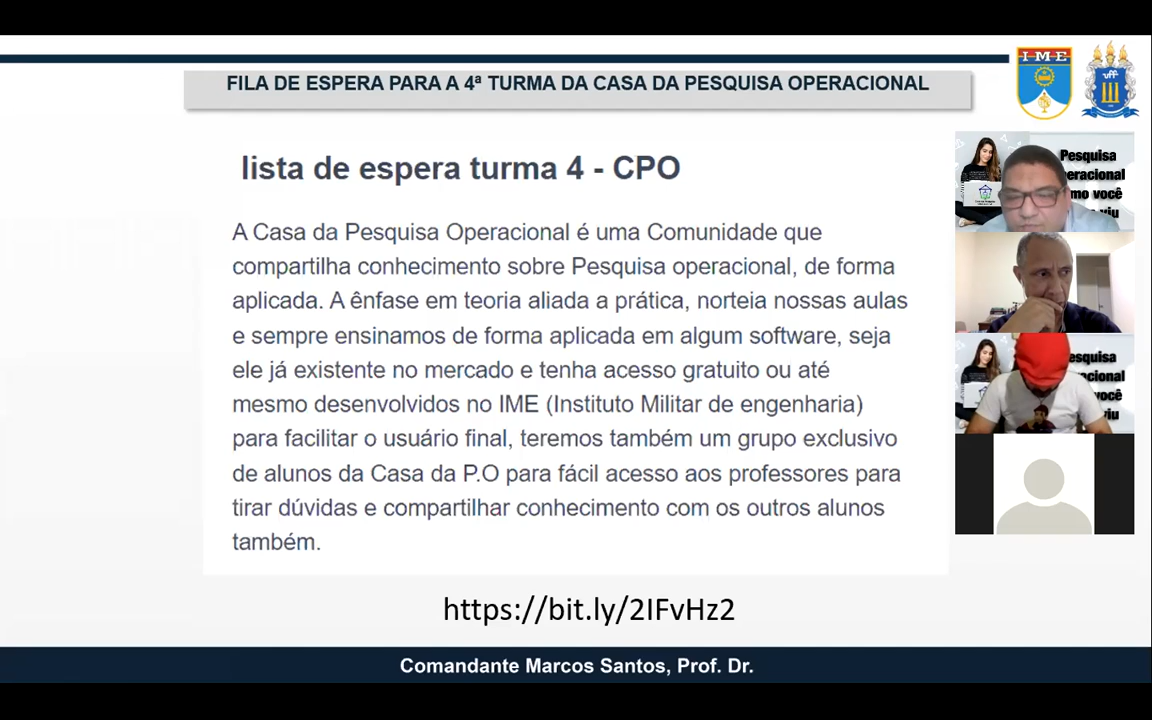 FILA DE ESPERA PARA A 4ª TURMA DA CASA DA PESQUISA OPERACIONAL
IME
uff
lista de espera turma 4 - CPO
A Casa da Pesquisa Operacional é uma Comunidade que
compartilha conhecimento sobre Pesquisa operacional, de forma
aplicada. A ênfase em teoria aliada a prática, norteia nossas aulas
e sempre ensinamos de forma aplicada em algum software, seja
ele já existente no mercado e tenha acesso gratuito ou até
mesmo desenvolvidos no IME (Instituto Militar de engenharia)
para facilitar o usuário final, teremos também um grupo exclusivo
de alunos da Casa da P.O para fácil acesso aos professores para
tirar dúvidas e compartilhar conhecimento com os outros alunos
também.
https://bit.ly/2IFvHz2
Comandante Marcos Santos, Prof. Dr.
Pesquisa
eracional
mo você
viu
esquisa
racional
você
viu